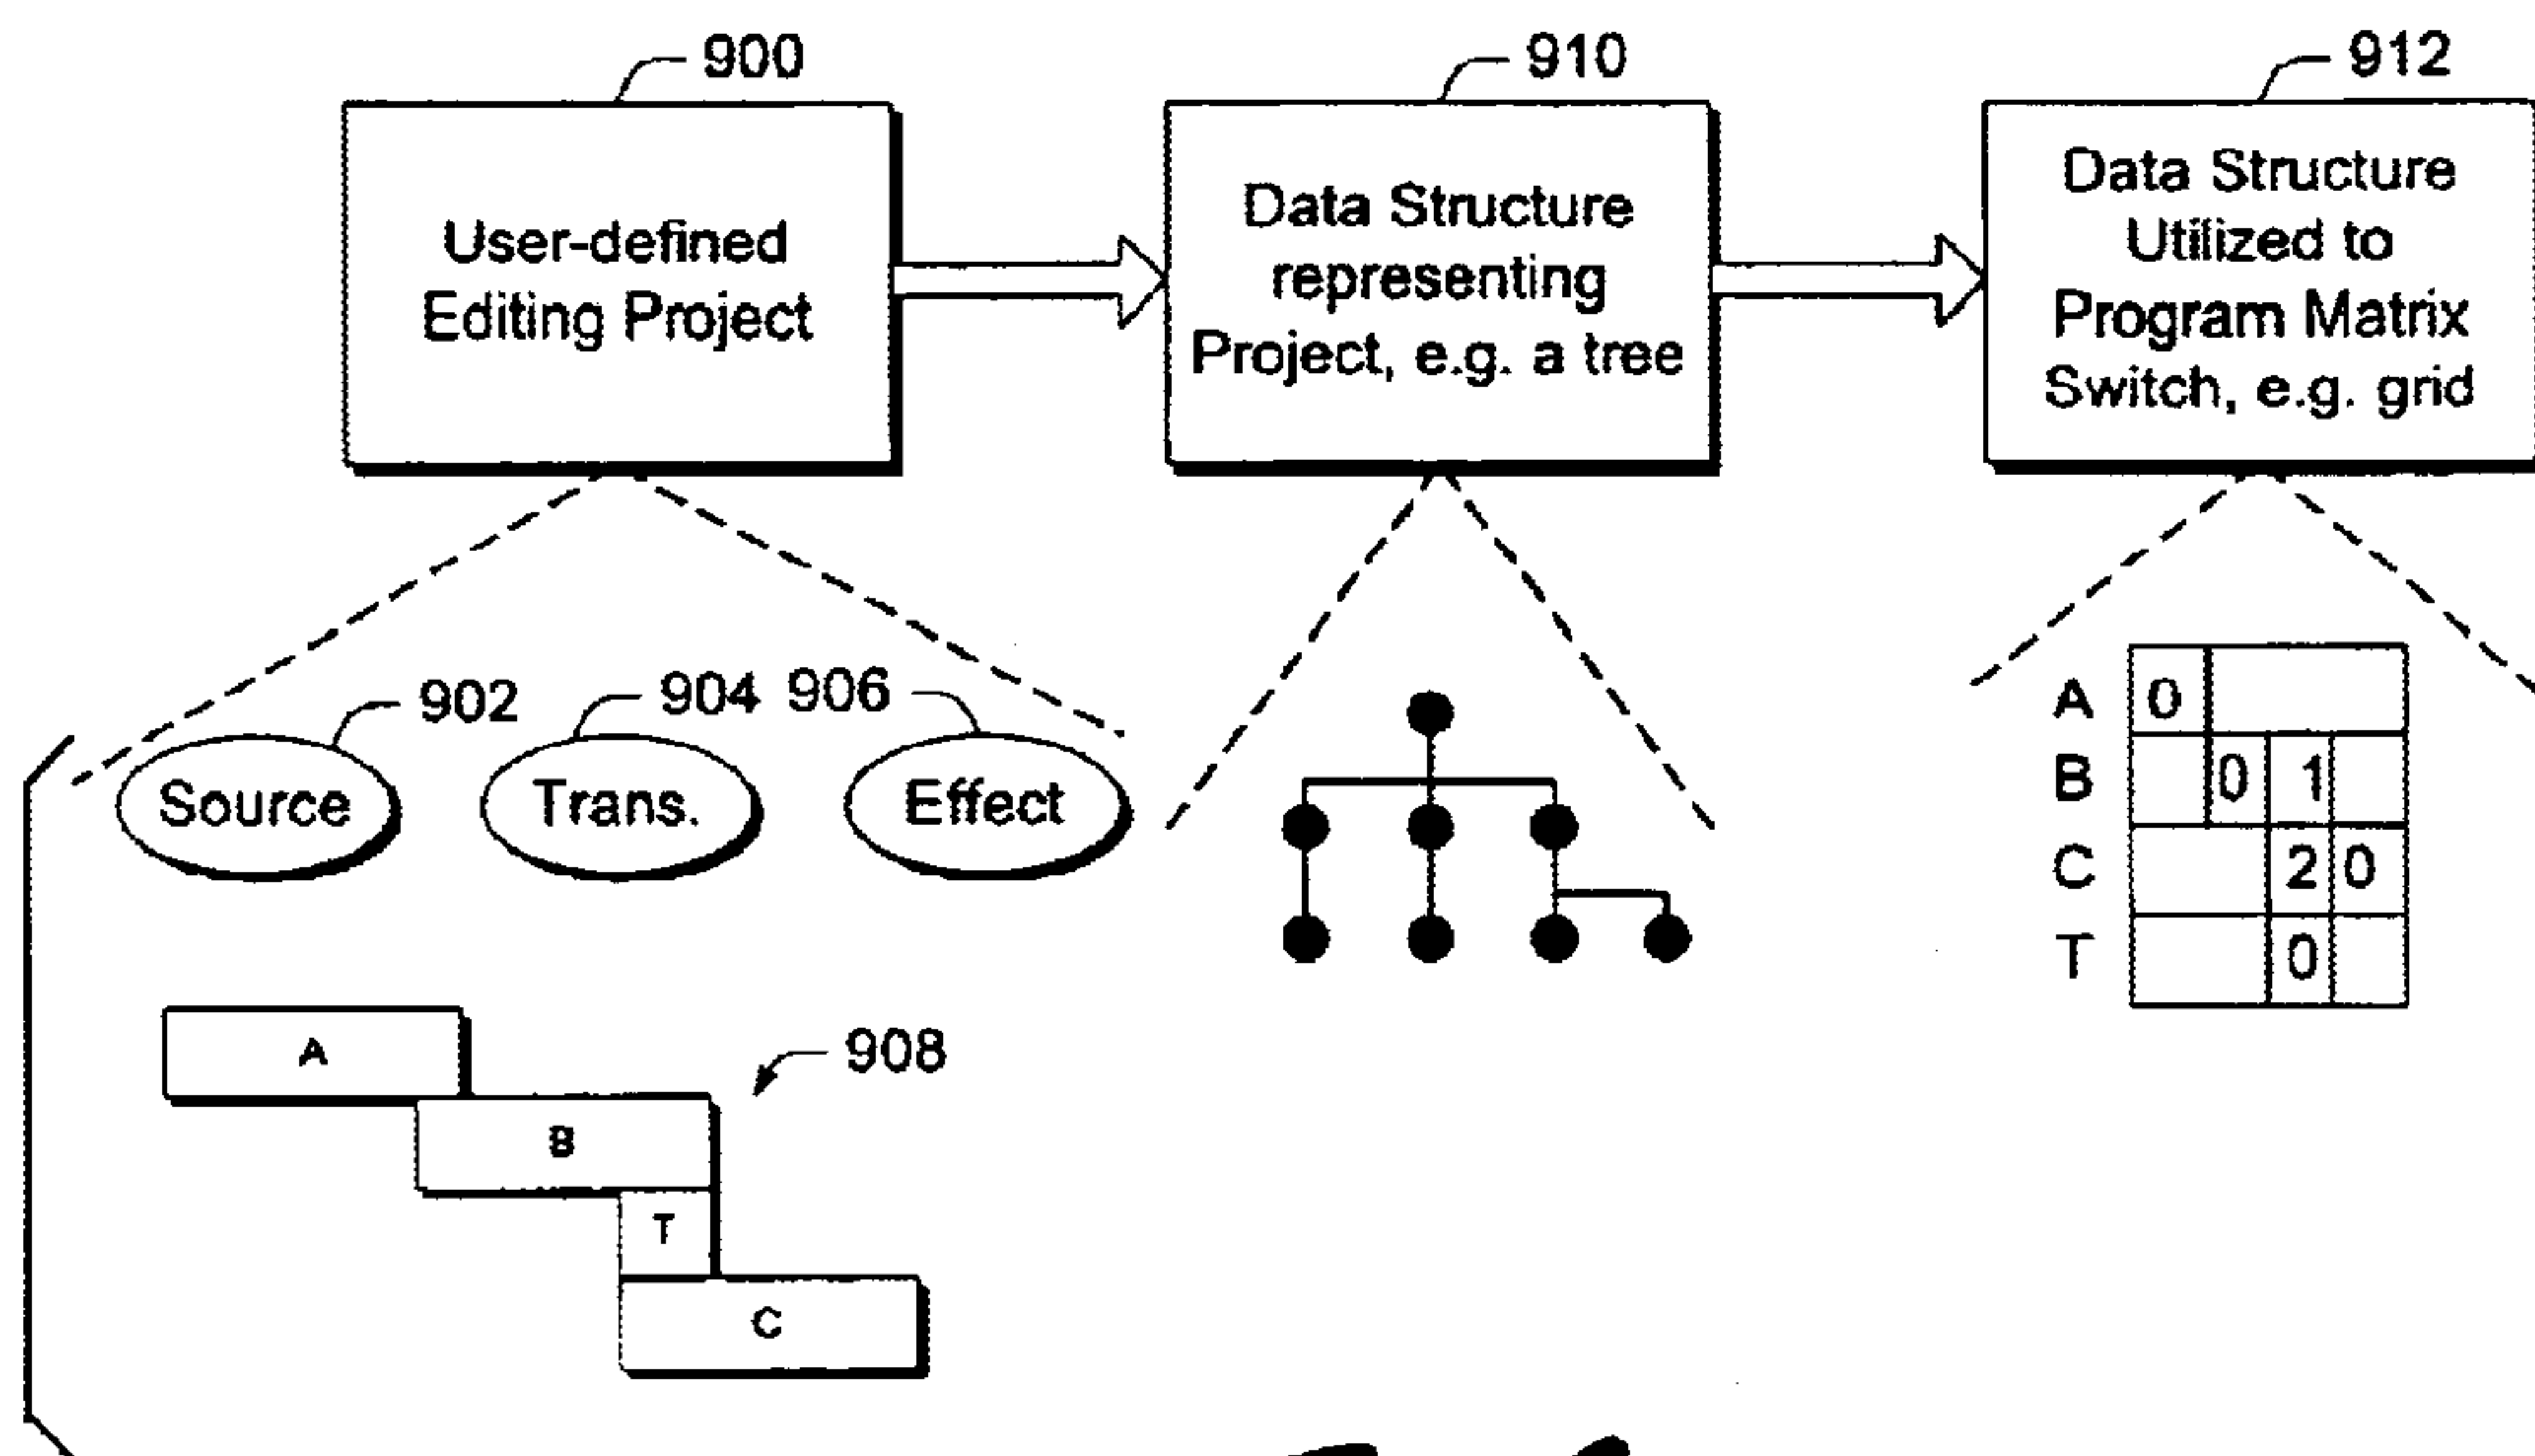 900
910
912
User-defined
Editing Project
Data Structure
representing
Project, e.g. a tree
Data Structure
Utilized to
Program Matrix
Switch, e.g. grid
902
904
906
Source
Trans.
Effect
A 0
B 0 1
C 2 0
T 0
A
908
B
T
C